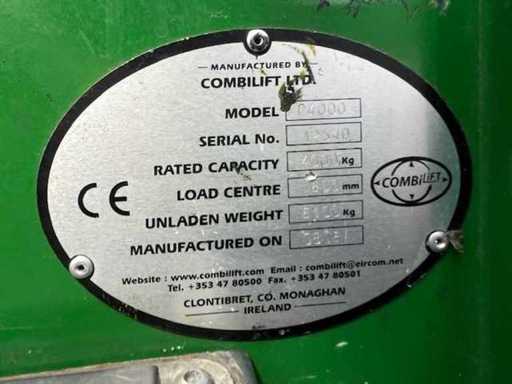 MANUFACTURED BY
COMBILIFT LTD.
MODEL
SERIAL No.
RATED CAPACITY Kg
LOAD CENTRE mm
UNLADEN WEIGHT Kg
MANUFACTURED ON
CE
COMBILIFT
Website : www.combilift.com Email : combilift@eircom.net
Tel. +353 47 80500 Fax. +353 47 80501
CLONTIBRET, CO. MONAGHAN
IRELAND